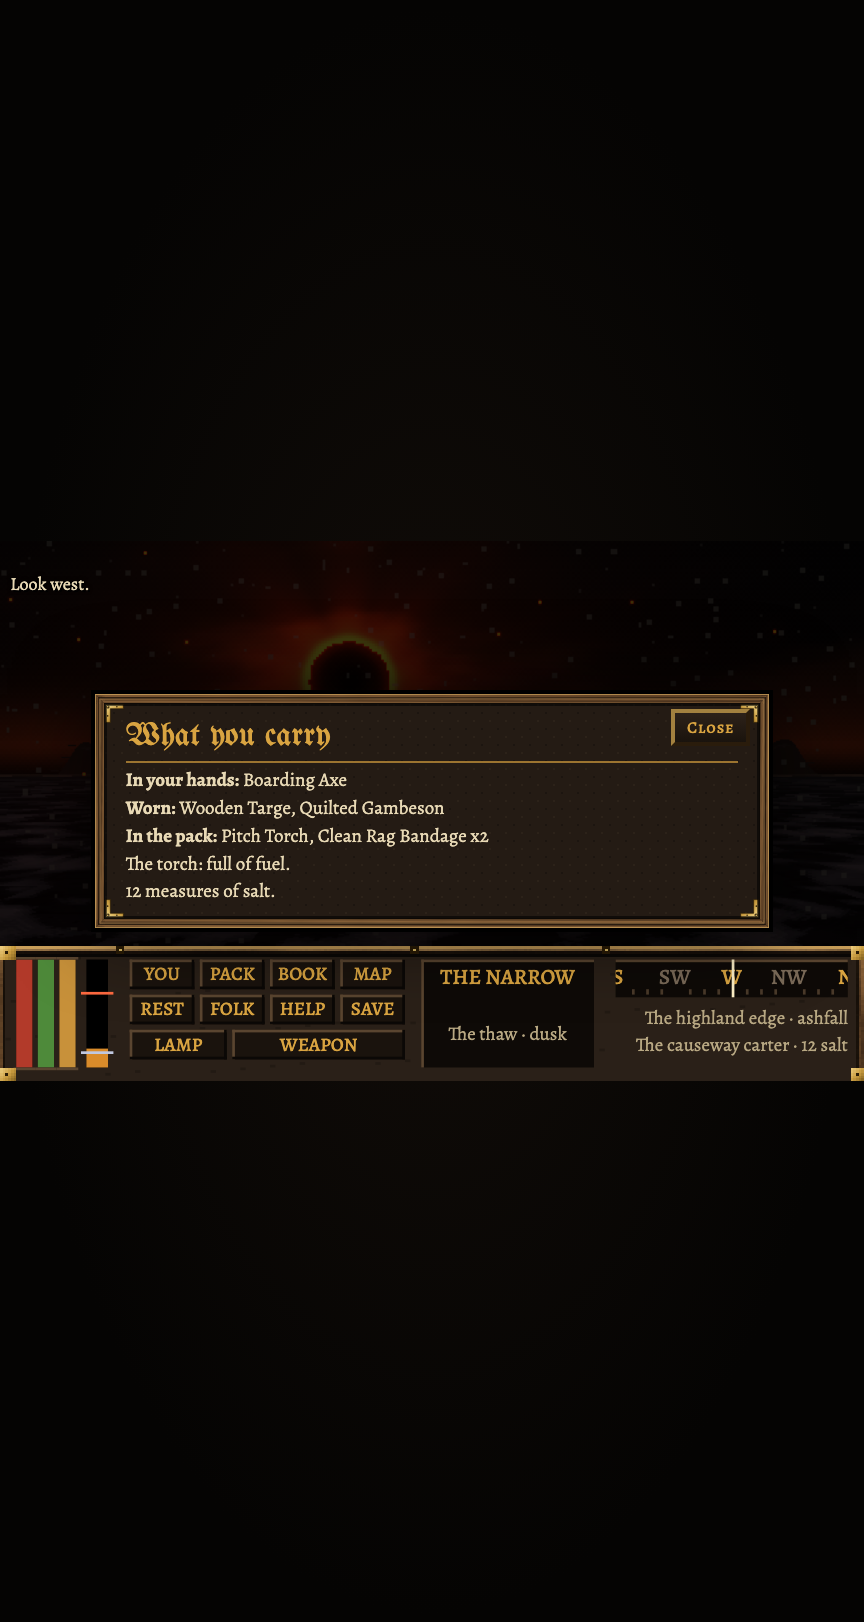 Look west.
What you carry
Close
In your hands: Boarding Axe
Worn: Wooden Targe, Quilted Gambeson
In the pack: Pitch Torch, Clean Rag Bandage x2
The torch: full of fuel.
12 measures of salt.
YOU PACK BOOK MAP
REST FOLK HELP SAVE
LAMP WEAPON
THE NARROW
The thaw · dusk
S SW W NW N
The highland edge · ashfall
The causeway carter · 12 salt